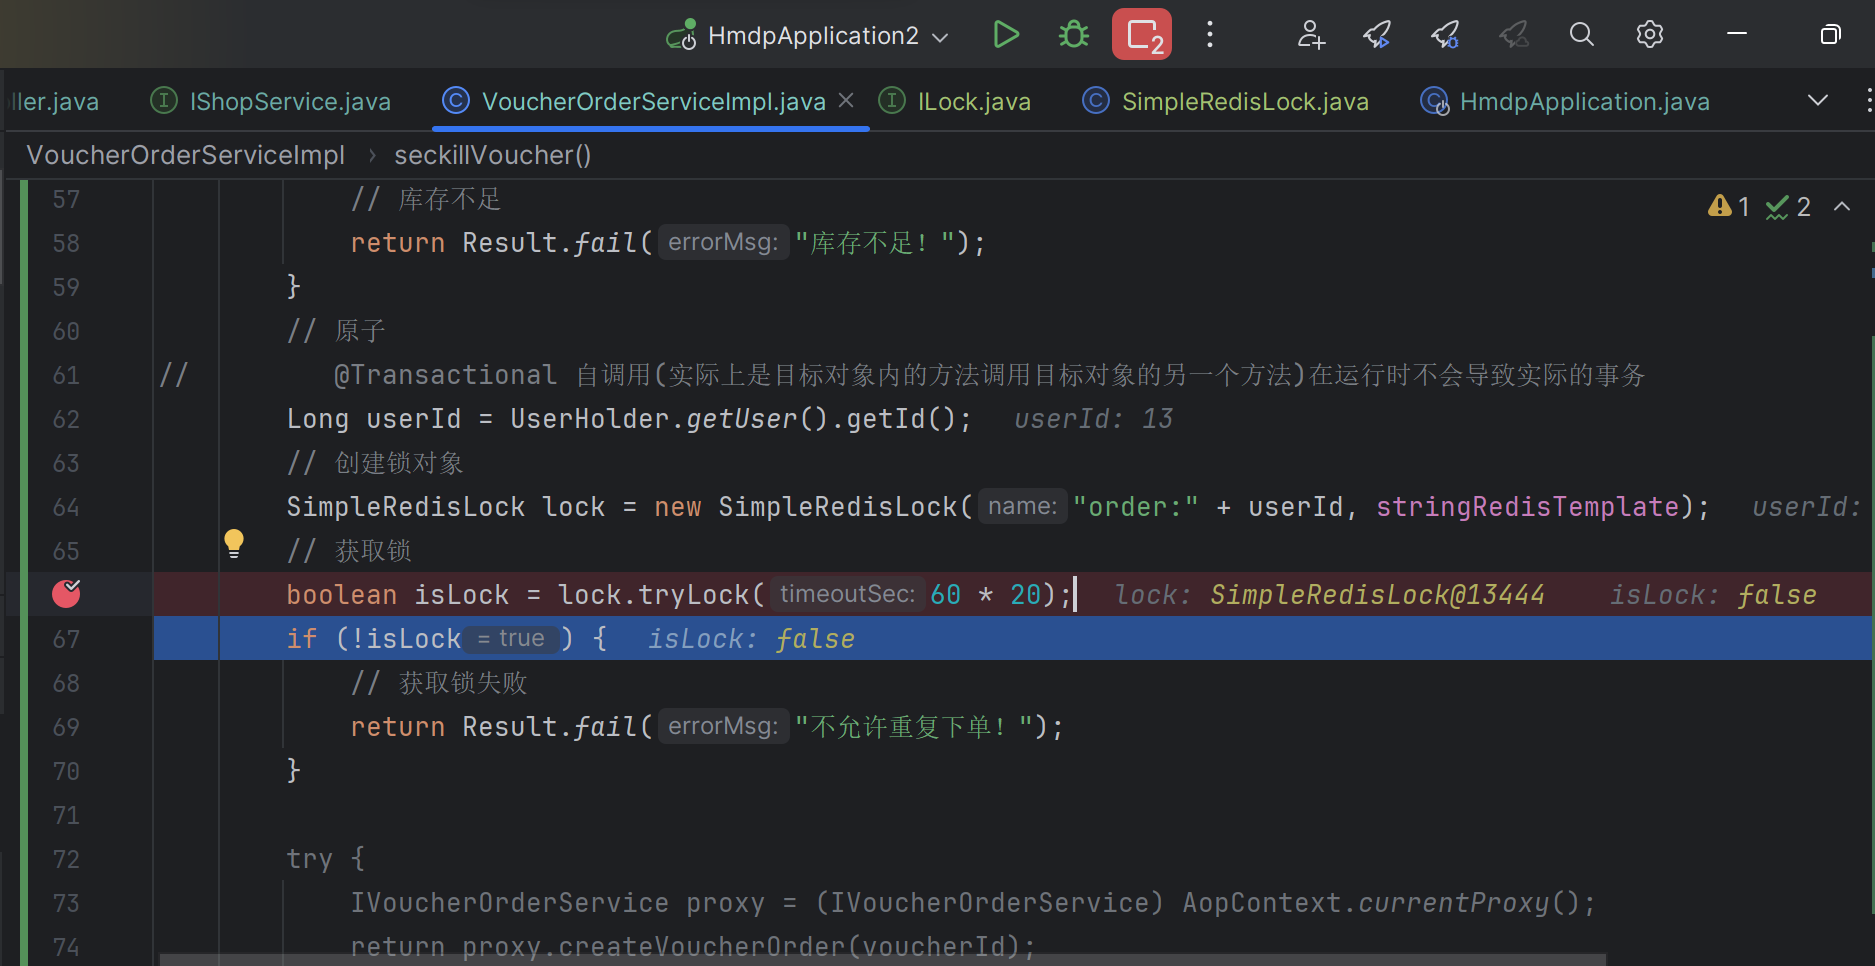 HmdpApplication2
2
ller.java IShopService.java VoucherOrderServiceImpl.java ILock.java SimpleRedisLock.java HmdpApplication.java
VoucherOrderServiceImpl › seckillVoucher()
57 // 库存不足
1 2
58 return Result.fail( errorMsg: "库存不足！");
59 }
60 // 原子
61 // @Transactional 自调用(实际上是目标对象内的方法调用目标对象的另一个方法)在运行时不会导致实际的事务
62 Long userId = UserHolder.getUser().getId(); userId: 13
63 // 创建锁对象
64 SimpleRedisLock lock = new SimpleRedisLock( name: "order:" + userId, stringRedisTemplate); userId:
65 // 获取锁
boolean isLock = lock.tryLock( timeoutSec: 60 * 20); lock: SimpleRedisLock@13444 isLock: false
67 if (!isLock = true ) { isLock: false
68 // 获取锁失败
69 return Result.fail( errorMsg: "不允许重复下单！");
70 }
71
72 try {
73 IVoucherOrderService proxy = (IVoucherOrderService) AopContext.currentProxy();
74 return proxy.createVoucherOrder(voucherId);